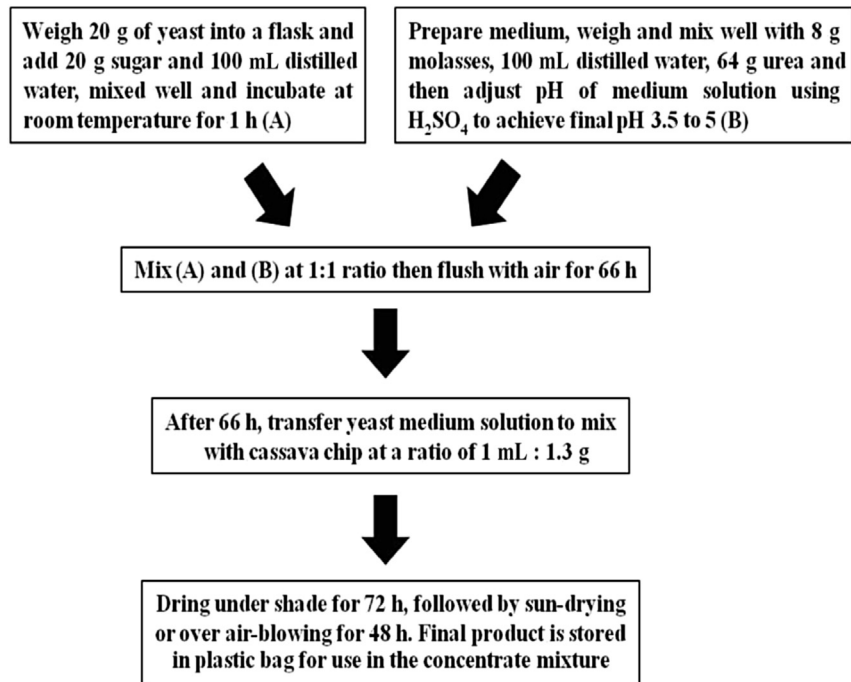 Weigh 20 g of yeast into a flask and
add 20 g sugar and 100 mL distilled
water, mixed well and incubate at
room temperature for 1 h (A)
Prepare medium, weigh and mix well with 8 g
molasses, 100 mL distilled water, 64 g urea and
then adjust pH of medium solution using
H₂SO₄ to achieve final pH 3.5 to 5 (B)
Mix (A) and (B) at 1:1 ratio then flush with air for 66 h
After 66 h, transfer yeast medium solution to mix
with cassava chip at a ratio of 1 mL : 1.3 g
Dring under shade for 72 h, followed by sun-drying
or over air-blowing for 48 h. Final product is stored
in plastic bag for use in the concentrate mixture